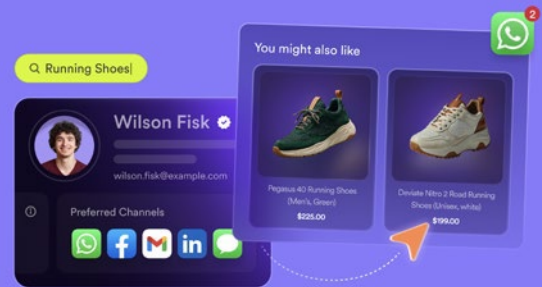 2
You might also like
Running Shoes
Wilson Fisk
wilson.fisk@example.com
Preferred Channels
in
Pegasus 40 Running Shoes
(Men's, Green)
$225.00
Deviate Nitro 2 Road Running
Shoes (Unisex, white)
$199.00